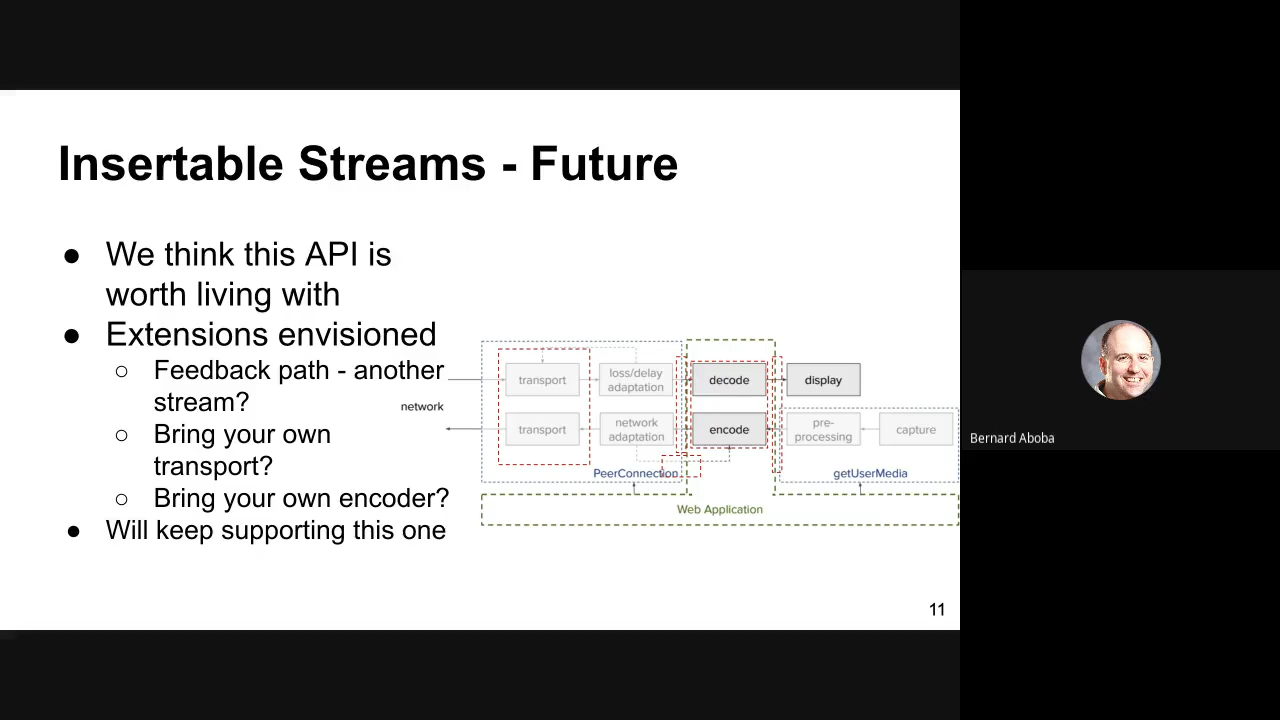 Insertable Streams - Future
● We think this API is
worth living with
● Extensions envisioned
○ Feedback path - another
stream?
○ Bring your own
transport?
○ Bring your own encoder?
● Will keep supporting this one
network
transport
loss/delay
adaptation
decode
display
transport
network
adaptation
encode
pre-
processing
capture
PeerConnection
getUserMedia
Web Application
11
Bernard Aboba